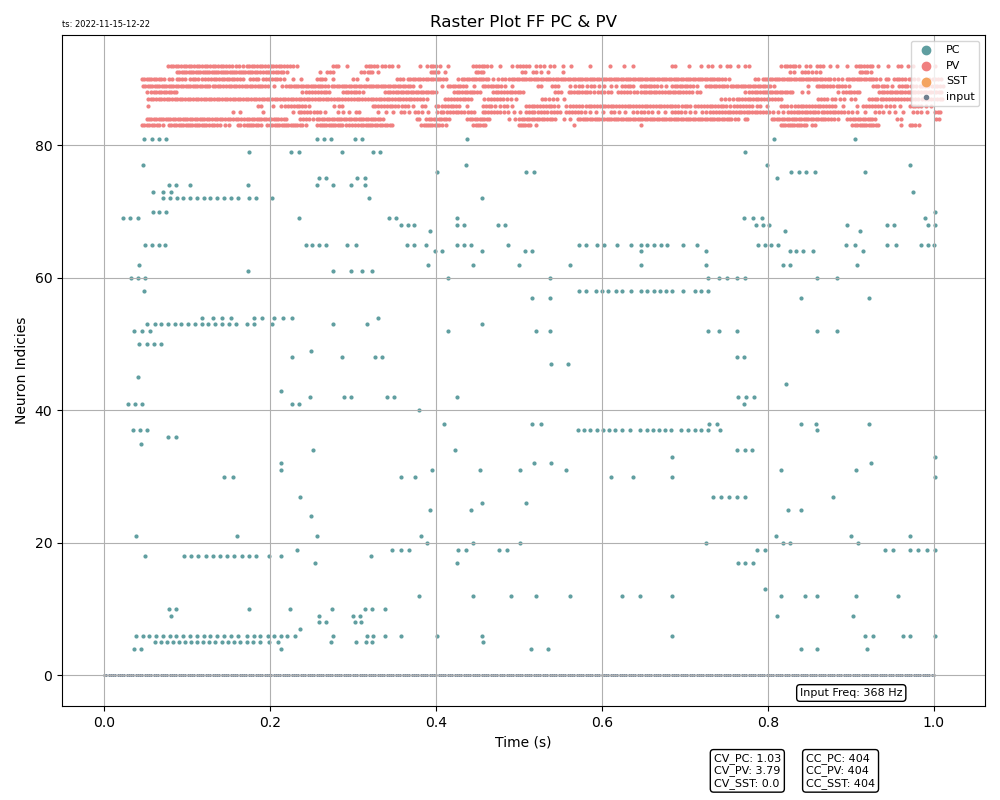 ts: 2022-11-15-12-22
Raster Plot FF PC & PV
PC
PV
SST
input
80
60
40
20
0
Neuron Indicies
Input Freq: 368 Hz
0.0 0.2 0.4 0.6 0.8 1.0
Time (s)
CV_PC: 1.03
CV_PV: 3.79
CV_SST: 0.0
CC_PC: 404
CC_PV: 404
CC_SST: 404